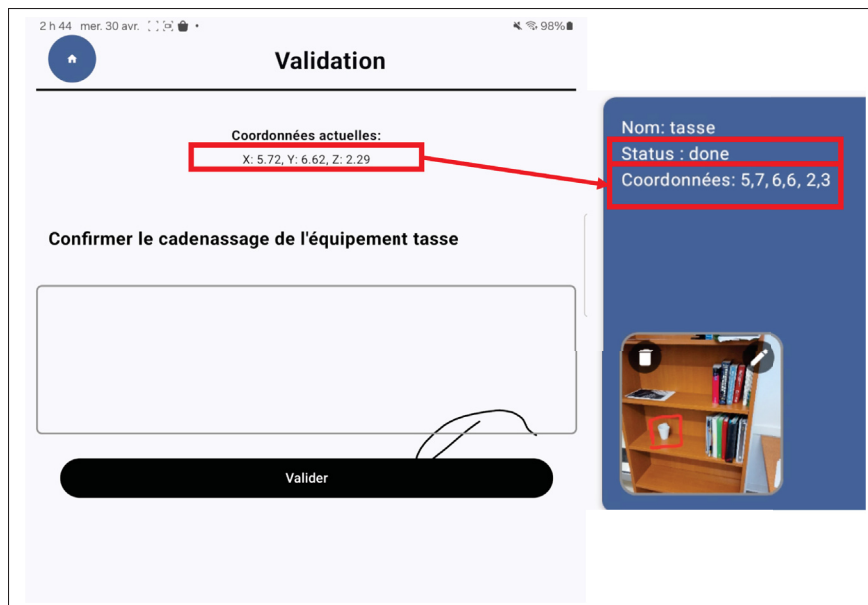 2 h 44 mer. 30 avr.
98%
Validation
Coordonnées actuelles:
X: 5.72, Y: 6.62, Z: 2.29
Confirmer le cadenassage de l'équipement tasse
Valider
Nom: tasse
Status : done
Coordonnées: 5,7, 6,6, 2,3